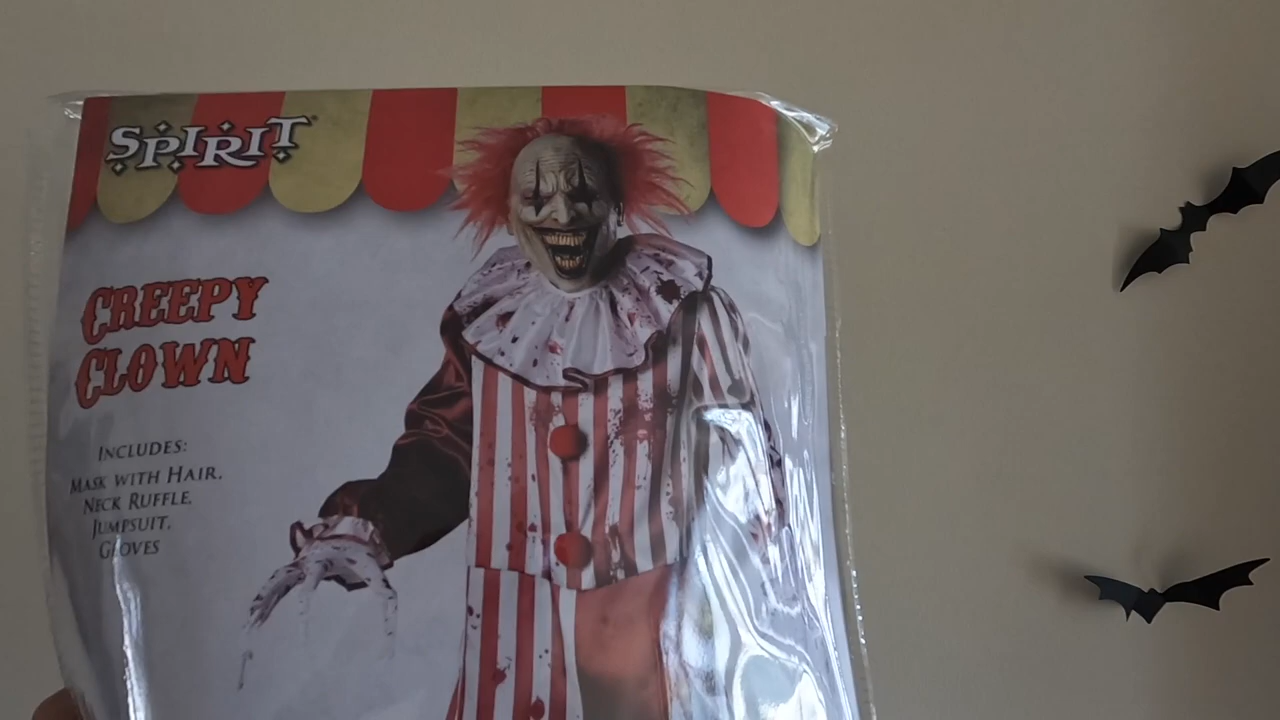 SPIRIT
CREEPY
CLOWN
INCLUDES:
MASK WITH HAIR,
NECK RUFFLE,
JUMPSUIT,
GLOVES